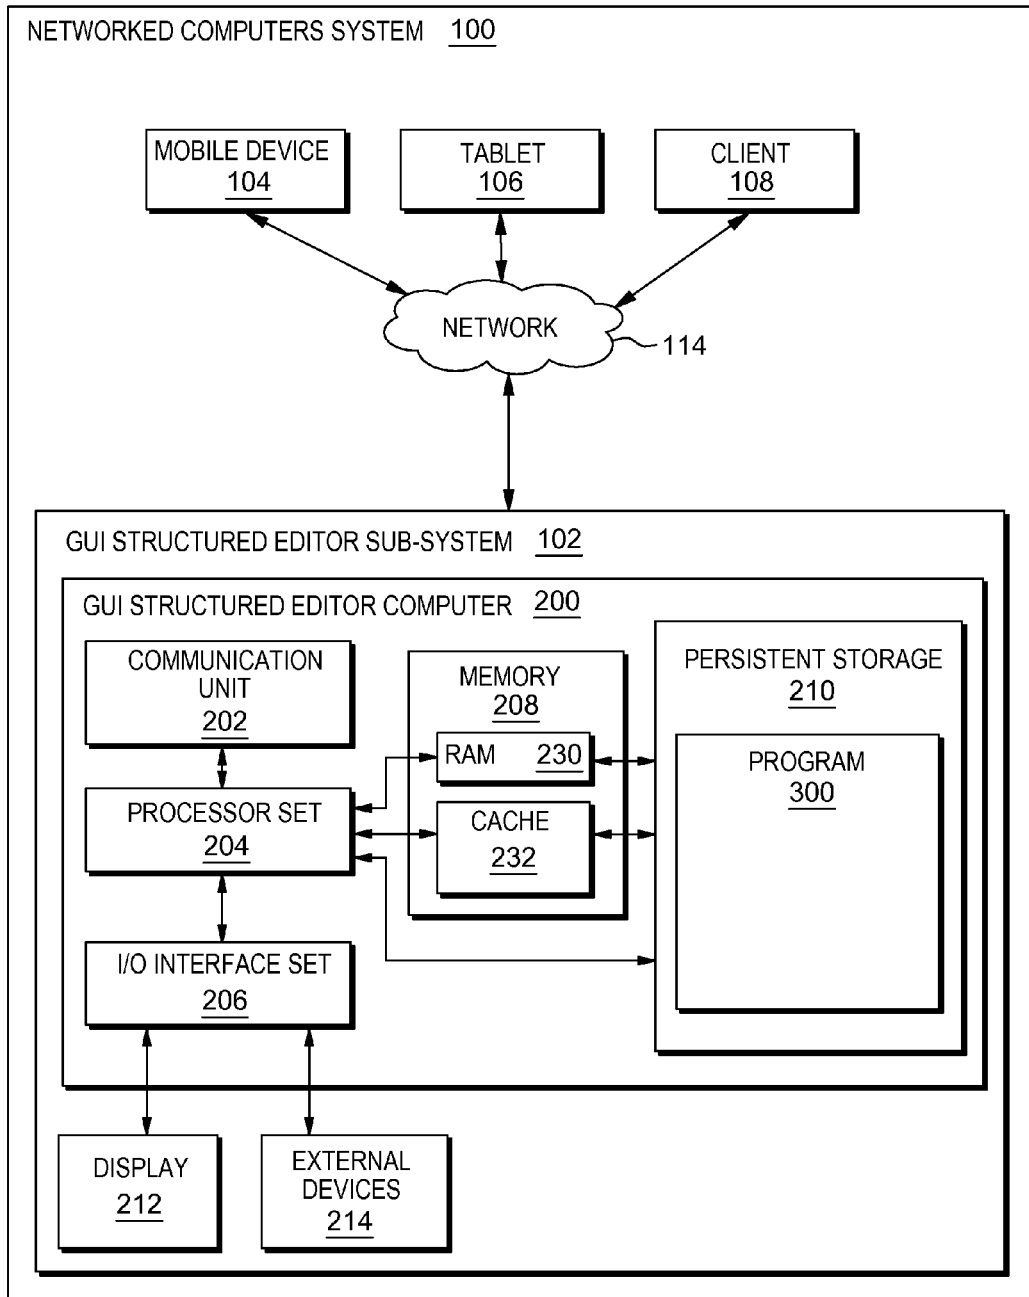 NETWORKED COMPUTERS SYSTEM 100
MOBILE DEVICE
104
TABLET
106
CLIENT
108
NETWORK
114
GUI STRUCTURED EDITOR SUB-SYSTEM 102
GUI STRUCTURED EDITOR COMPUTER 200
COMMUNICATION
UNIT
202
PROCESSOR SET
204
I/O INTERFACE SET
206
MEMORY
208
RAM 230
CACHE
232
PERSISTENT STORAGE
210
PROGRAM
300
DISPLAY
212
EXTERNAL
DEVICES
214